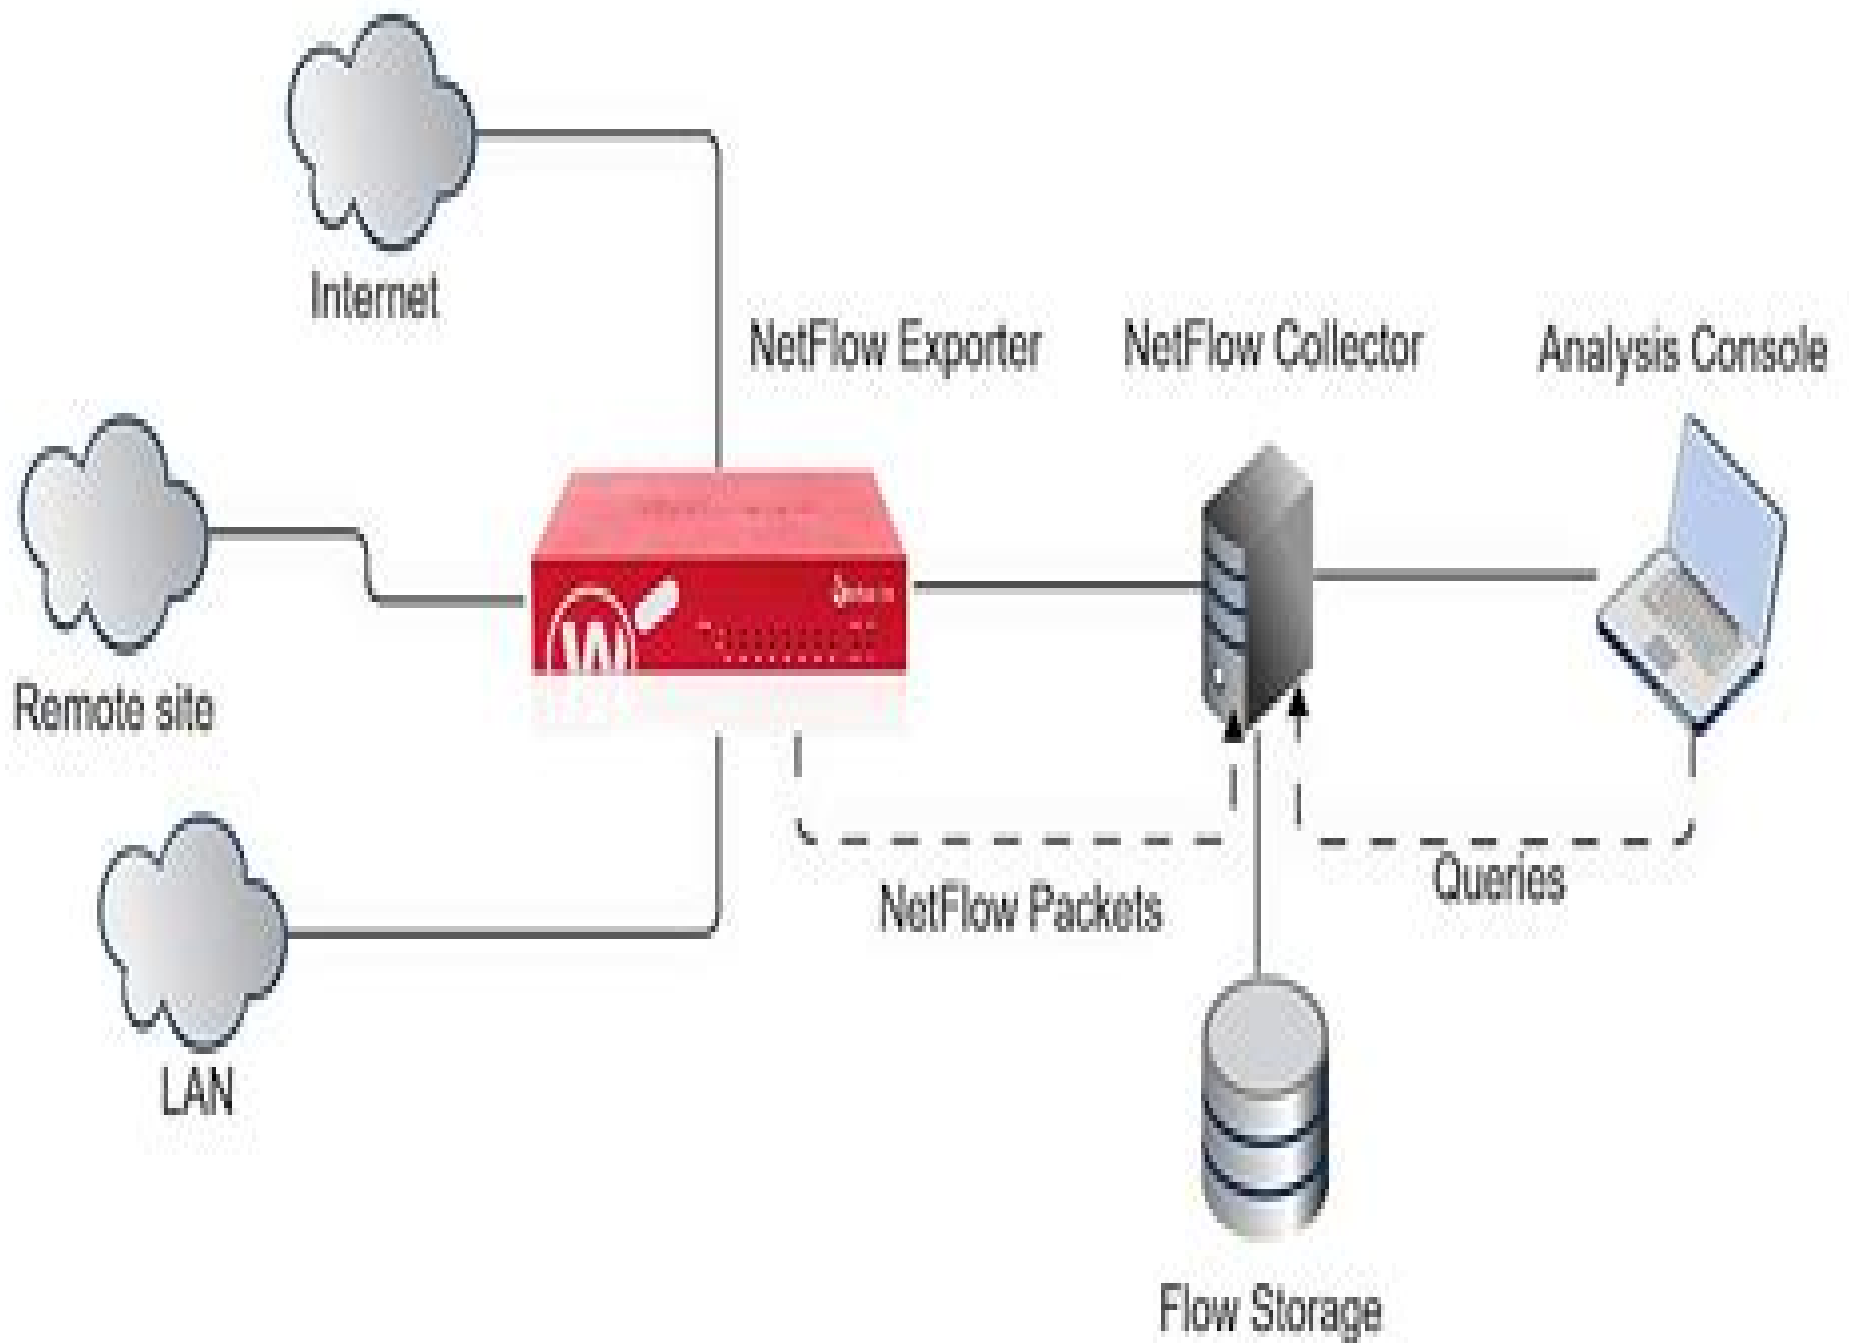 Internet
NetFlow Exporter
NetFlow Collector
Analysis Console
Remote site
W
NetFlow Packets
Queries
LAN
Flow Storage